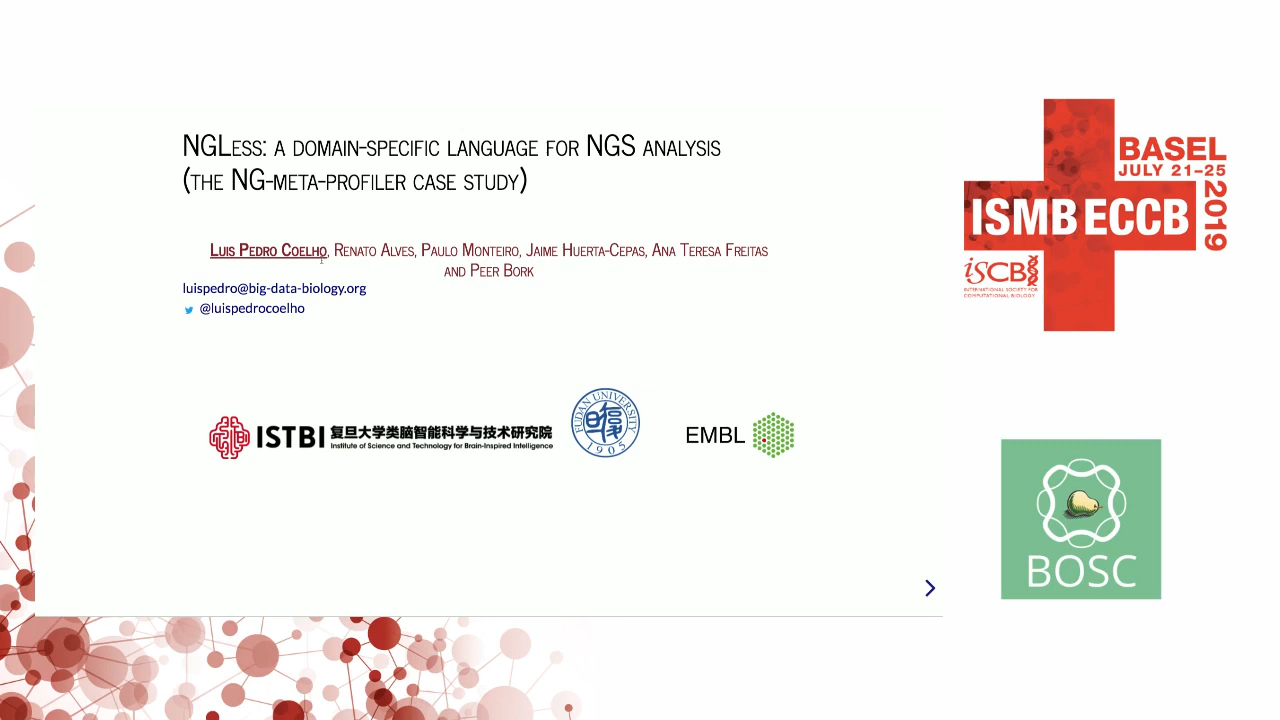 NGLess: a domain-specific language for NGS analysis
(the NG-meta-profiler case study)
Luis Pedro Coelho, Renato Alves, Paulo Monteiro, Jaime Huerta-Cepas, Ana Teresa Freitas
and Peer Bork
luispedro@big-data-biology.org
@luispedrocoelho
ISTBI 复旦大学类脑智能科学与技术研究院
Institute of Science and Technology for Brain-Inspired Intelligence
FUDAN UNIVERSITY
1905
EMBL
BASEL
JULY 21-25
2019
ISMB ECCB
iSCB
INTERNATIONAL SOCIETY FOR
COMPUTATIONAL BIOLOGY
BOSC